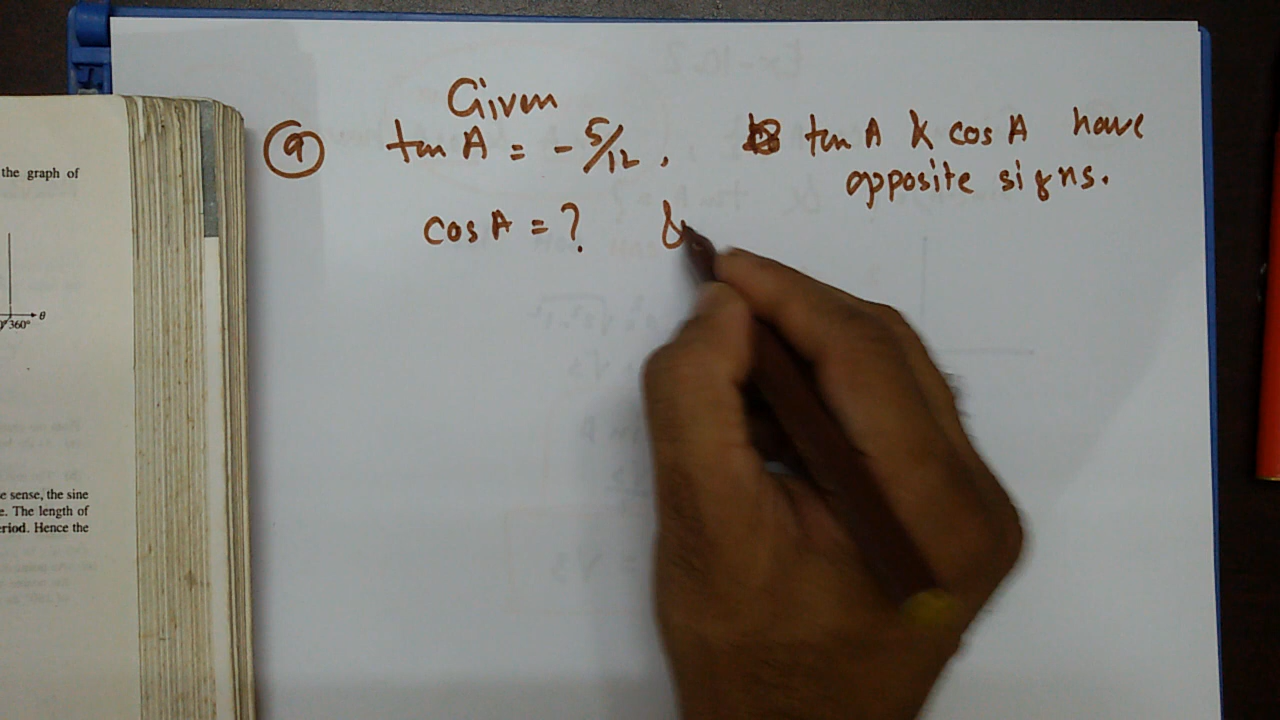 the graph of
θ
360°
e sense, the sine
e. The length of
riod. Hence the
Given
9 tan A = - 5/12 , tan A & cos A have
opposite signs.
cos A = ? &